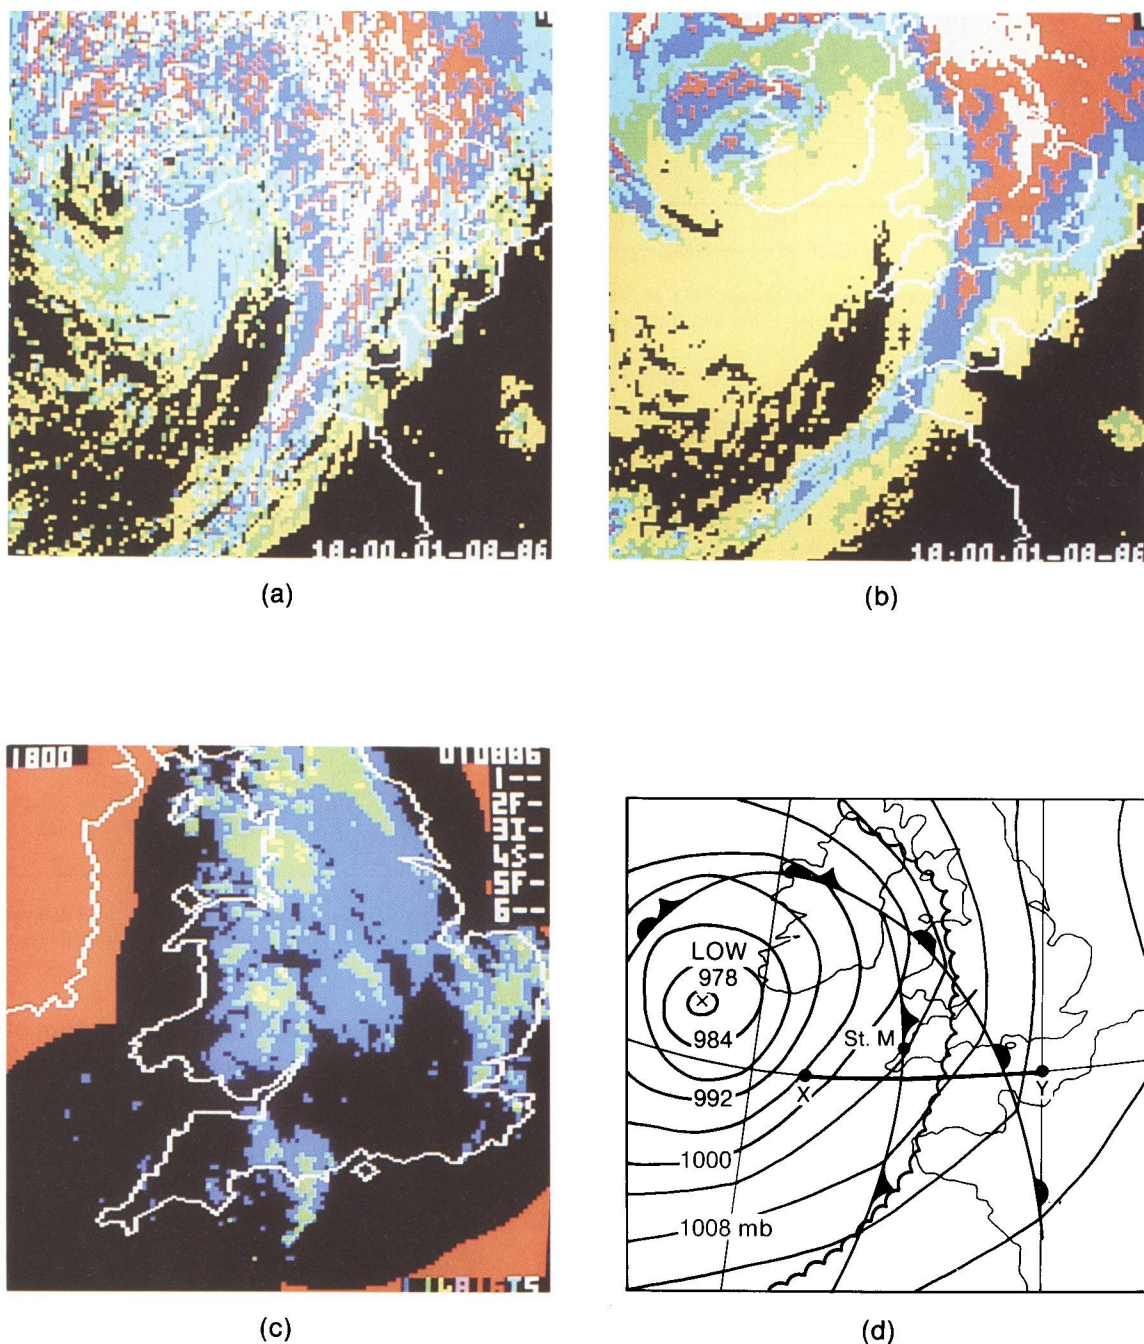 18:00.01-08-86
(a)
18:00.01-08-86
(b)
1800
010886
1--
2F-
3I-
4S-
5F-
6--
(c)
LOW
978
984
St. M
992
X
Y
1000
1008 mb
(d)